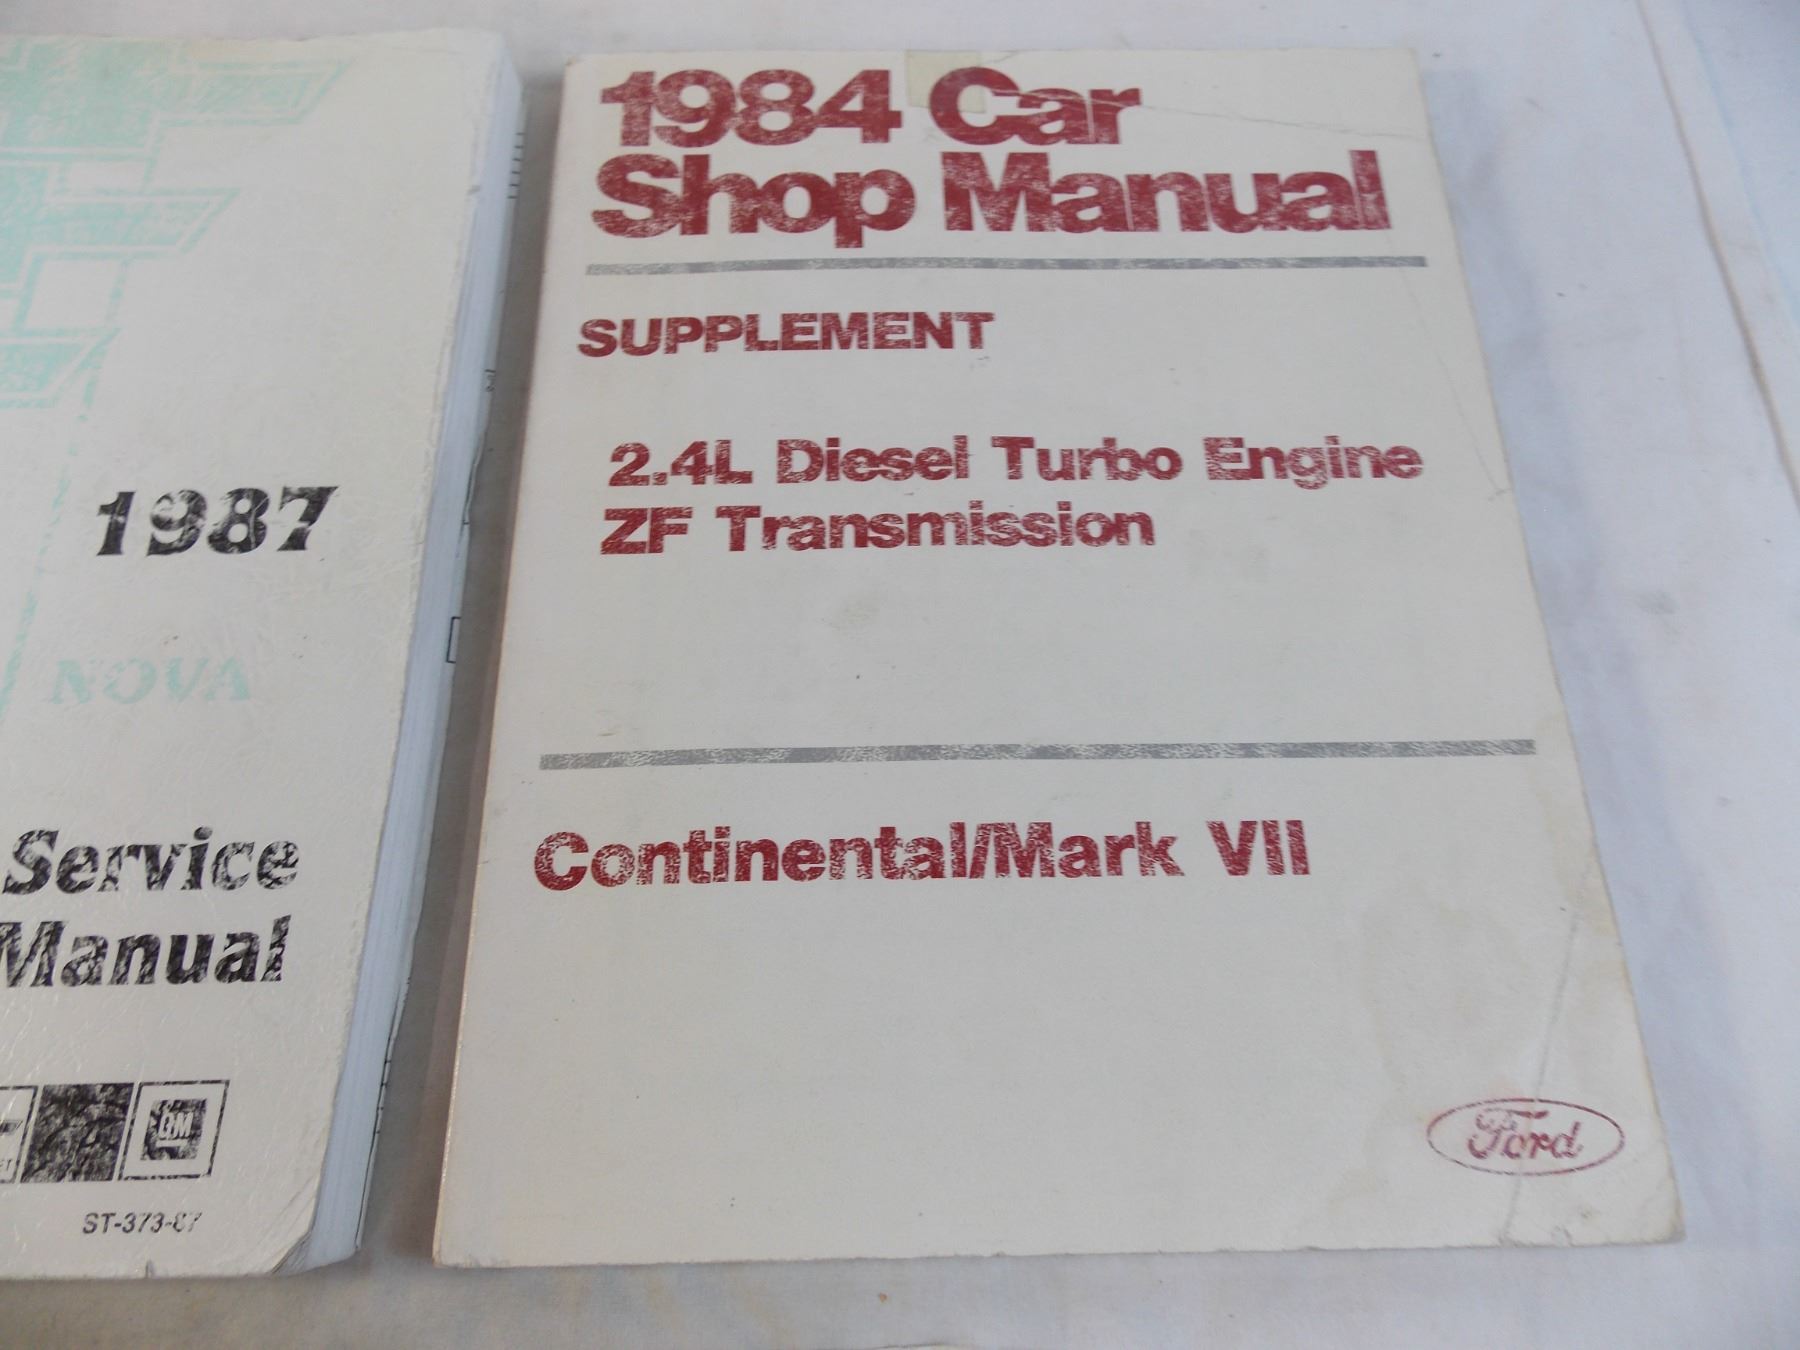 1987
NOVA
Service
Manual
GM
ST-373-87
1984 Car
Shop Manual
SUPPLEMENT
2.4L Diesel Turbo Engine
ZF Transmission
Continental/Mark VII
Ford